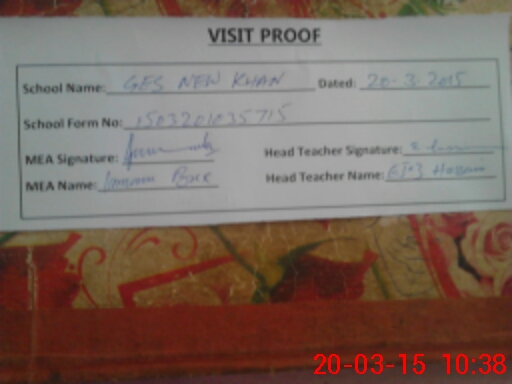 VISIT PROOF
School Name: GES NEW KHAN Dated: 20-3-2015
School Form No: 1503201035715
MEA Signature: Head Teacher Signature:
MEA Name: Head Teacher Name:
20-03-15 10:38